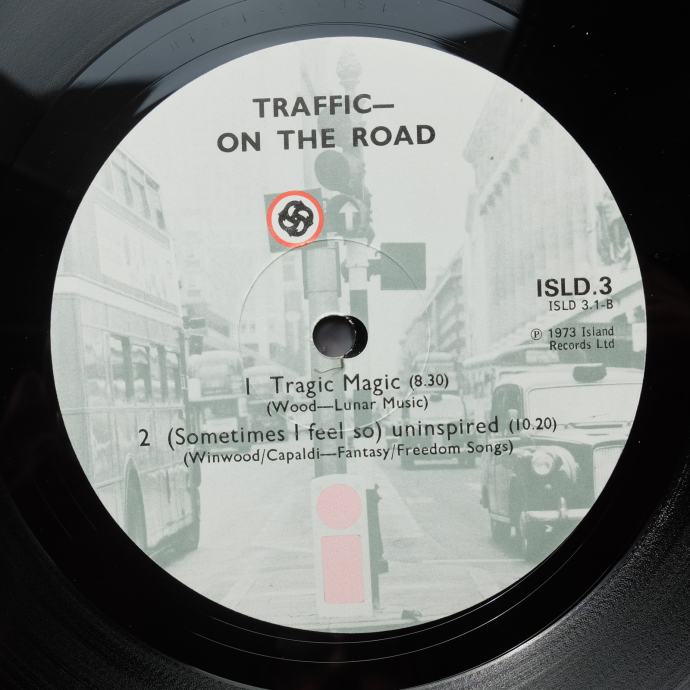 TRAFFIC—
ON THE ROAD
ISLD.3
ISLD 3.1-B
℗ 1973 Island
Records Ltd
1 Tragic Magic (8.30)
(Wood—Lunar Music)
2 (Sometimes I feel so) uninspired (10.20)
(Winwood/Capaldi—Fantasy/Freedom Songs)